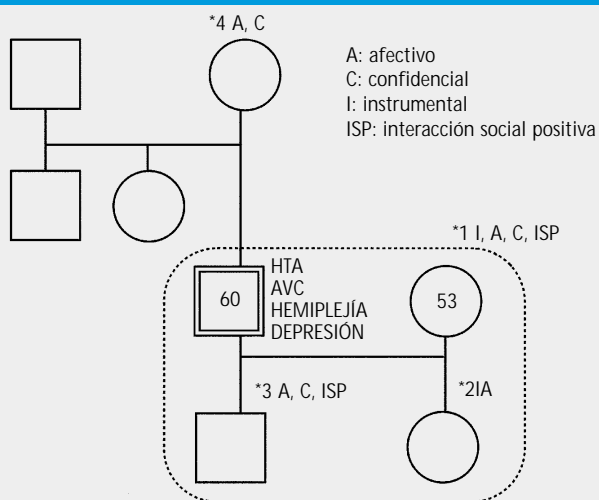 *4 A, C
A: afectivo
C: confidencial
I: instrumental
ISP: interacción social positiva
*1 I, A, C, ISP
60
HTA
AVC
HEMIPLEJÍA
DEPRESIÓN
53
*3 A, C, ISP
*2IA